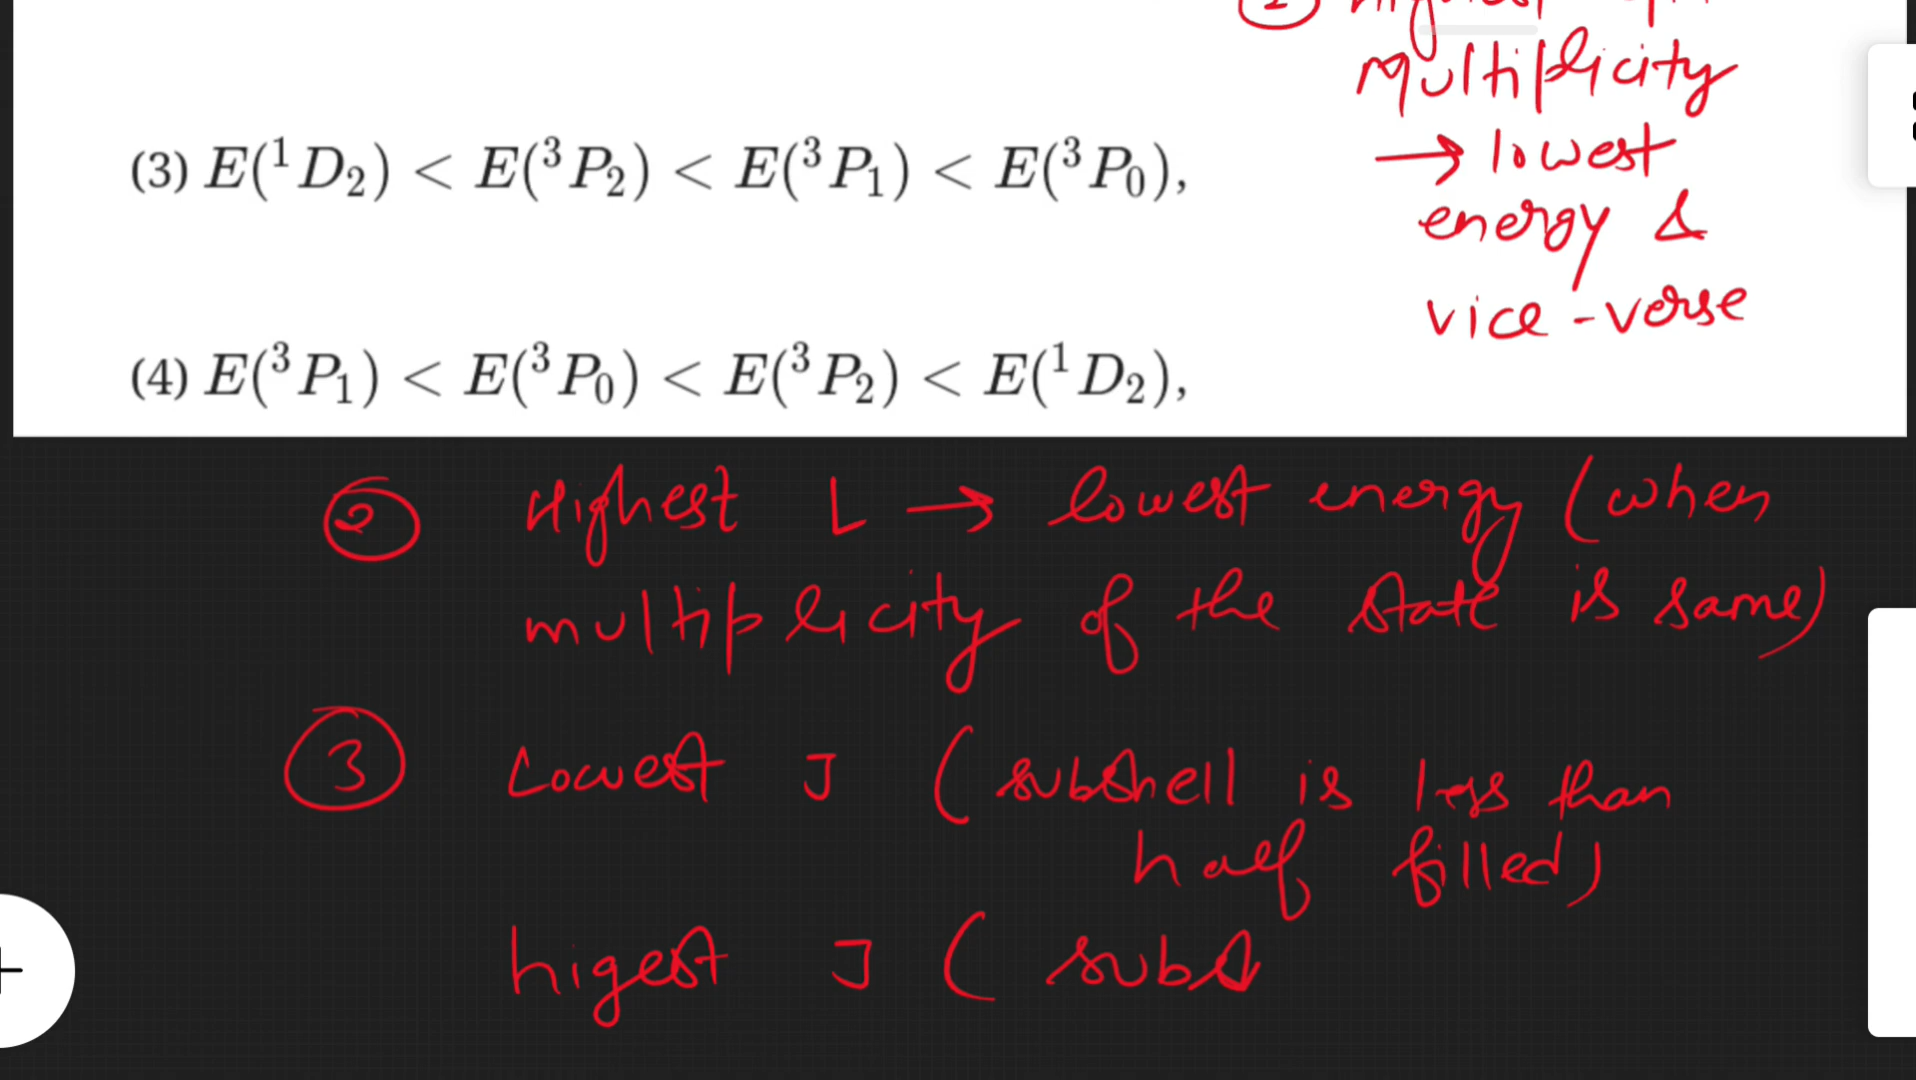 multiplicity
(3) E(¹D₂) < E(³P₂) < E(³P₁) < E(³P₀),
→ lowest
energy &
vice-verse
(4) E(³P₁) < E(³P₀) < E(³P₂) < E(¹D₂),
② Highest L → lowest energy (when
multiplicity of the state is same)
③ Lowest J (subshell is less than
half filled)
higest J ( subs